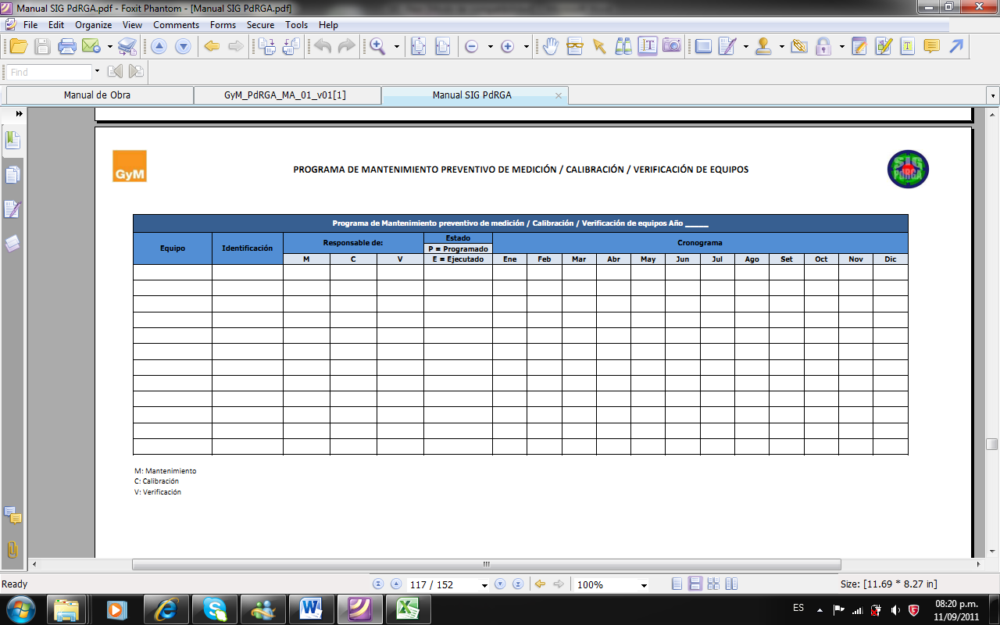 Manual SIG PdRGA.pdf - Foxit Phantom - [Manual SIG PdRGA.pdf]
File Edit Organize View Comments Forms Secure Tools Help
Find
Manual de Obra GyM_PdRGA_MA_01_v01[1] Manual SIG PdRGA
GyM
PROGRAMA DE MANTENIMIENTO PREVENTIVO DE MEDICIÓN / CALIBRACIÓN / VERIFICACIÓN DE EQUIPOS
SIG
PdRGA
Programa de Mantenimiento preventivo de medición / Calibración / Verificación de equipos Año _____
Equipo Identificación Responsable de: Estado Cronograma
P = Programado
M C V E = Ejecutado Ene Feb Mar Abr May Jun Jul Ago Set Oct Nov Dic
M: Mantenimiento
C: Calibración
V: Verificación
Ready 117 / 152 100% Size: [11.69 * 8.27 in]
ES 08:20 p.m.
11/09/2011